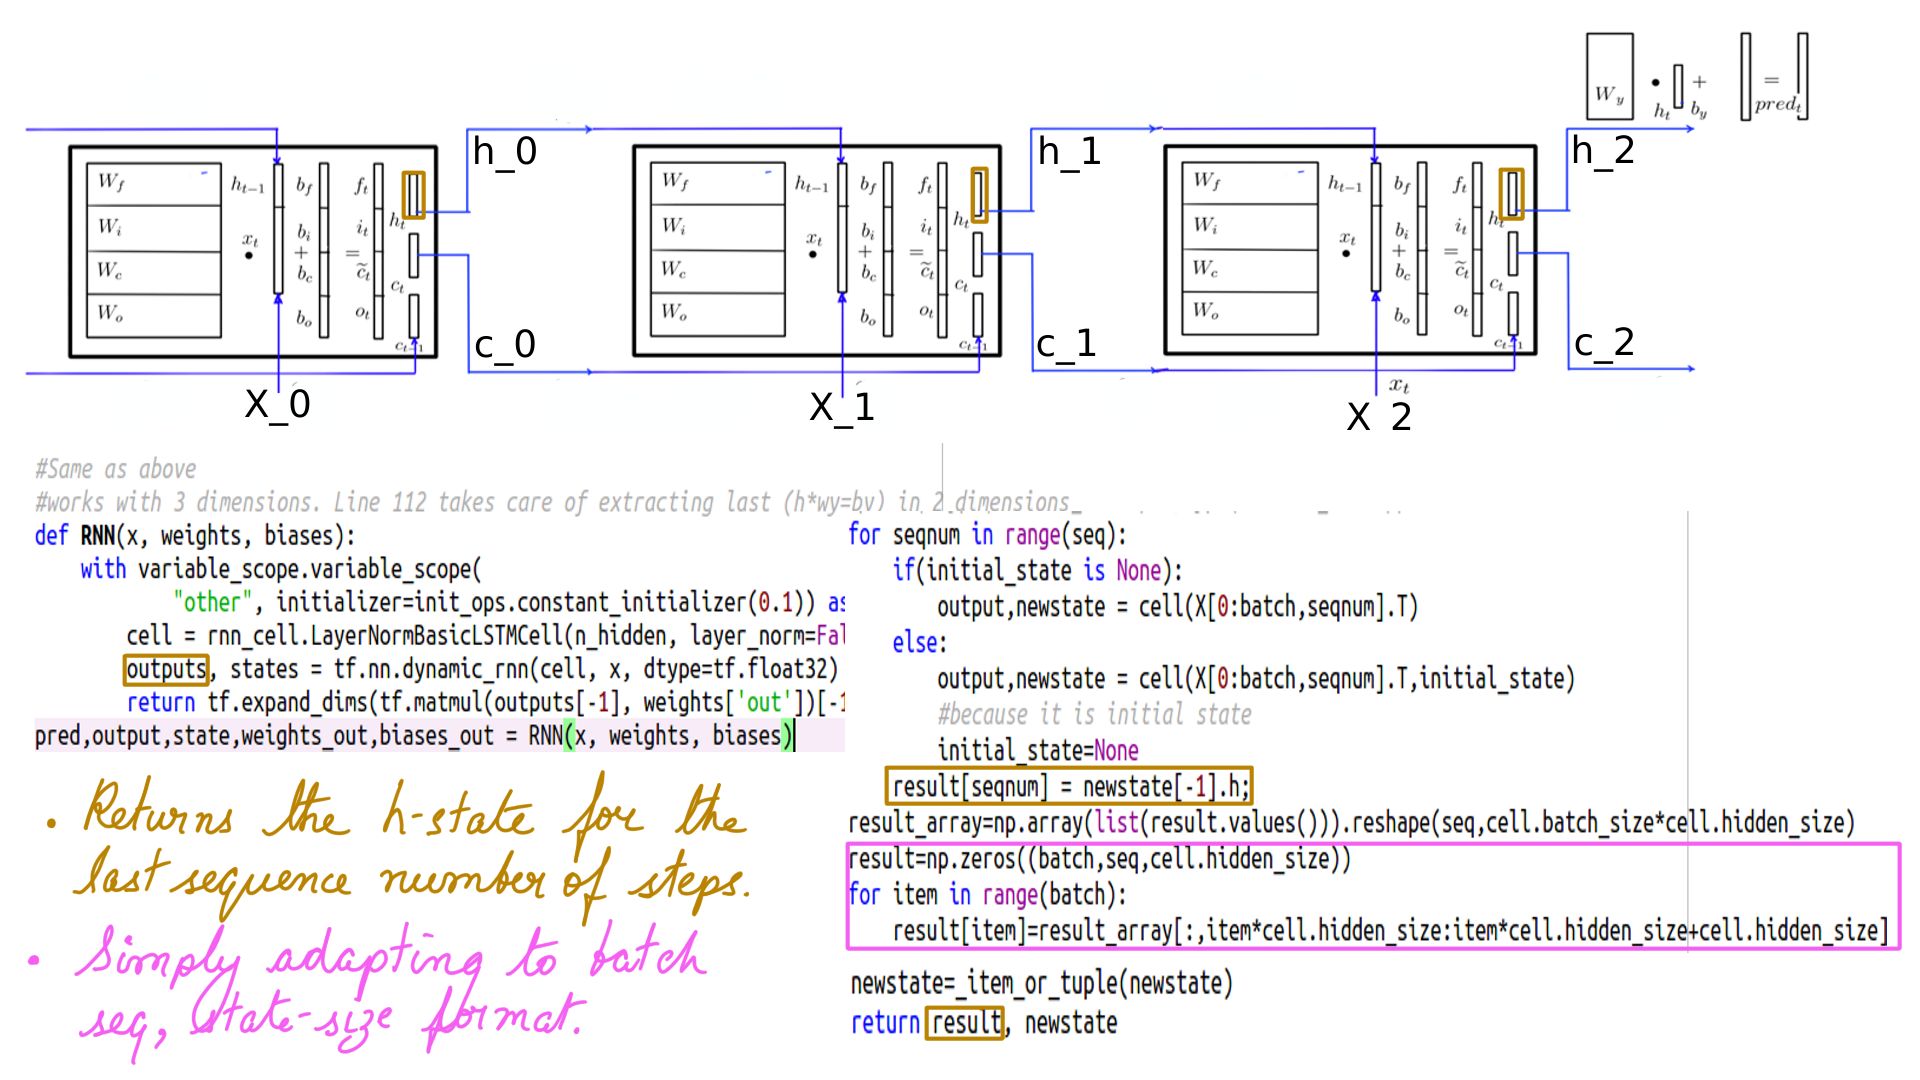 W_y • h_t + b_y = pred_t
h_0
h_1
h_2
W_f h_{t-1} b_f f_t
W_i x_t b_i i_t h_t
W_c • + b_c = c̃_t c_t
W_o b_o o_t c_{t-1}
W_f h_{t-1} b_f f_t
W_i x_t b_i i_t h_t
W_c • + b_c = c̃_t c_t
W_o b_o o_t c_{t-1}
W_f h_{t-1} b_f f_t
W_i x_t b_i i_t h_t
W_c • + b_c = c̃_t c_t
W_o b_o o_t c_{t-1}
c_0
c_1
c_2
X_0
X_1
x_t
X 2
#Same as above
#works with 3 dimensions. Line 112 takes care of extracting last (h*wy=by) in 2 dimensions
def RNN(x, weights, biases):
with variable_scope.variable_scope(
"other", initializer=init_ops.constant_initializer(0.1)) as
cell = rnn_cell.LayerNormBasicLSTMCell(n_hidden, layer_norm=Fal
outputs, states = tf.nn.dynamic_rnn(cell, x, dtype=tf.float32)
return tf.expand_dims(tf.matmul(outputs[-1], weights['out'])[-1
pred,output,state,weights_out,biases_out = RNN(x, weights, biases)
• Returns the h-state for the
last sequence number of steps.
• Simply adapting to batch
seq, state-size format.
for seqnum in range(seq):
if(initial_state is None):
output,newstate = cell(X[0:batch,seqnum].T)
else:
output,newstate = cell(X[0:batch,seqnum].T,initial_state)
#because it is initial state
initial_state=None
result[seqnum] = newstate[-1].h;
result_array=np.array(list(result.values())).reshape(seq,cell.batch_size*cell.hidden_size)
result=np.zeros((batch,seq,cell.hidden_size))
for item in range(batch):
result[item]=result_array[:,item*cell.hidden_size:item*cell.hidden_size+cell.hidden_size]
newstate=_item_or_tuple(newstate)
return result, newstate